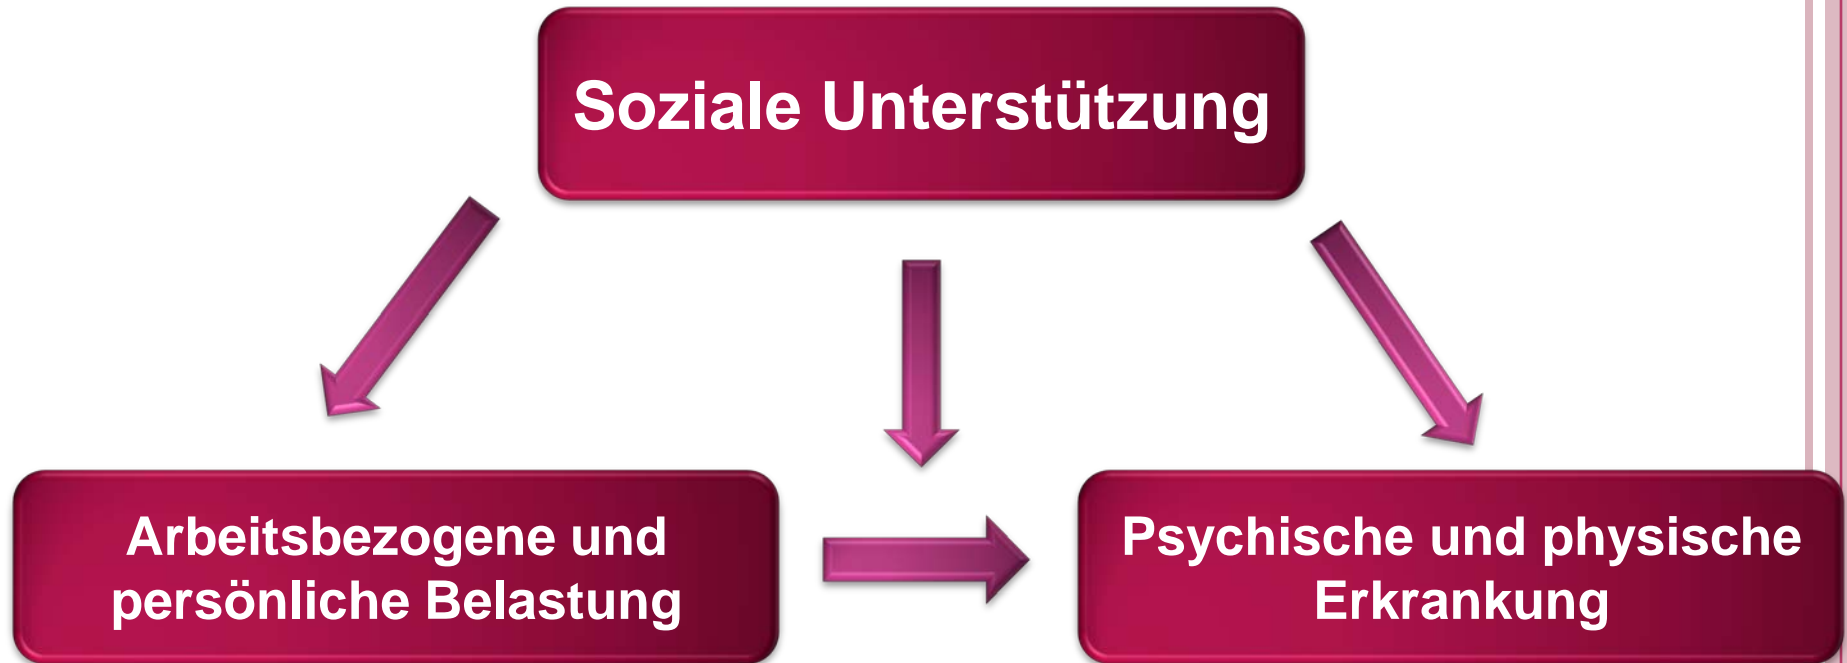 Soziale Unterstützung
Arbeitsbezogene und
persönliche Belastung
Psychische und physische
Erkrankung